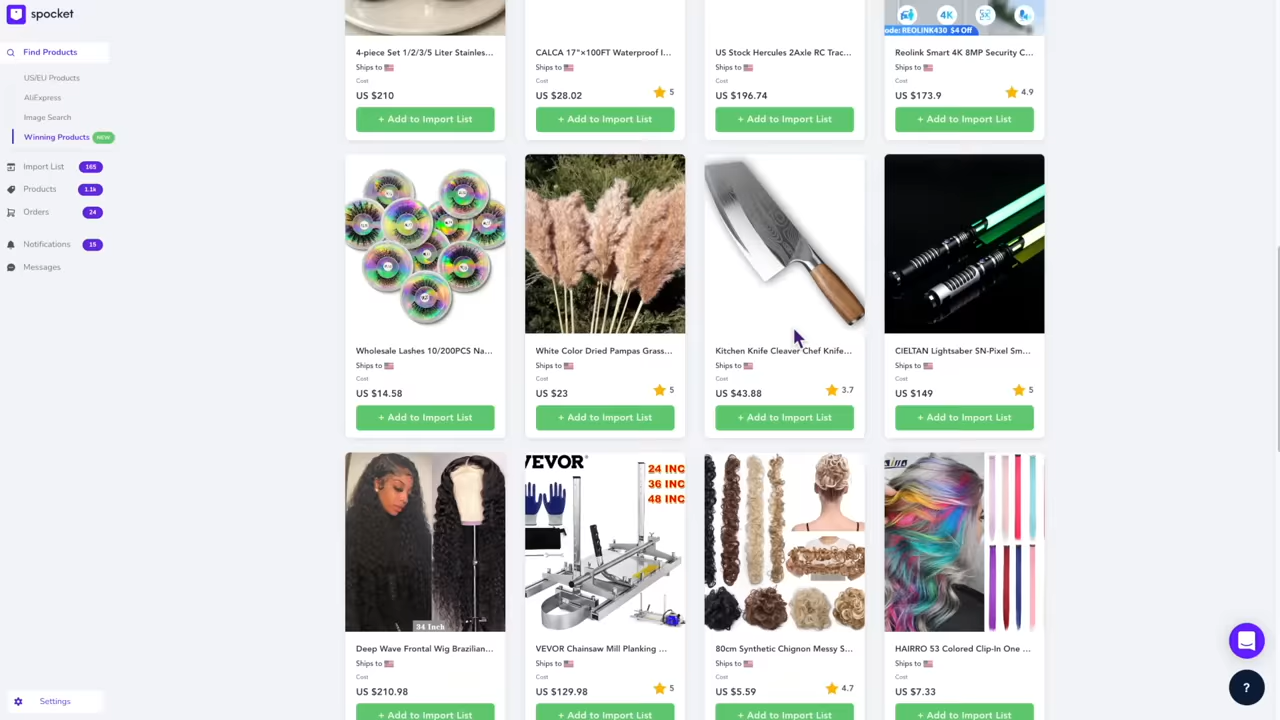 spocket
Find Products
US/EU Products
AliExpress
Image Search
Winning Products NEW
Import List 165
Products 1.1k
Orders 24
Notifications 15
Messages
Settings
4K
ode: REOLINK430 $4 Off
4-piece Set 1/2/3/5 Liter Stainles...
Ships to
Cost
US $210
+ Add to Import List
CALCA 17"×100FT Waterproof I...
Ships to
Cost
US $28.02
5
+ Add to Import List
US Stock Hercules 2Axle RC Trac...
Ships to
Cost
US $196.74
+ Add to Import List
Reolink Smart 4K 8MP Security C...
Ships to
Cost
US $173.9
4.9
+ Add to Import List
Wholesale Lashes 10/200PCS Na...
Ships to
Cost
US $14.58
+ Add to Import List
White Color Dried Pampas Grass...
Ships to
Cost
US $23
5
+ Add to Import List
Kitchen Knife Cleaver Chef Knife...
Ships to
Cost
US $43.88
3.7
+ Add to Import List
CIELTAN Lightsaber SN-Pixel Sm...
Ships to
Cost
US $149
5
+ Add to Import List
34 Inch
Deep Wave Frontal Wig Brazilian...
Ships to
Cost
US $210.98
+ Add to Import List
VEVOR®
24 INC
36 INC
48 INC
VEVOR Chainsaw Mill Planking ...
Ships to
Cost
US $129.98
5
+ Add to Import List
80cm Synthetic Chignon Messy S...
Ships to
Cost
US $5.59
4.7
+ Add to Import List
HAIRRO 53 Colored Clip-In One ...
Ships to
Cost
US $7.33
+ Add to Import List
?